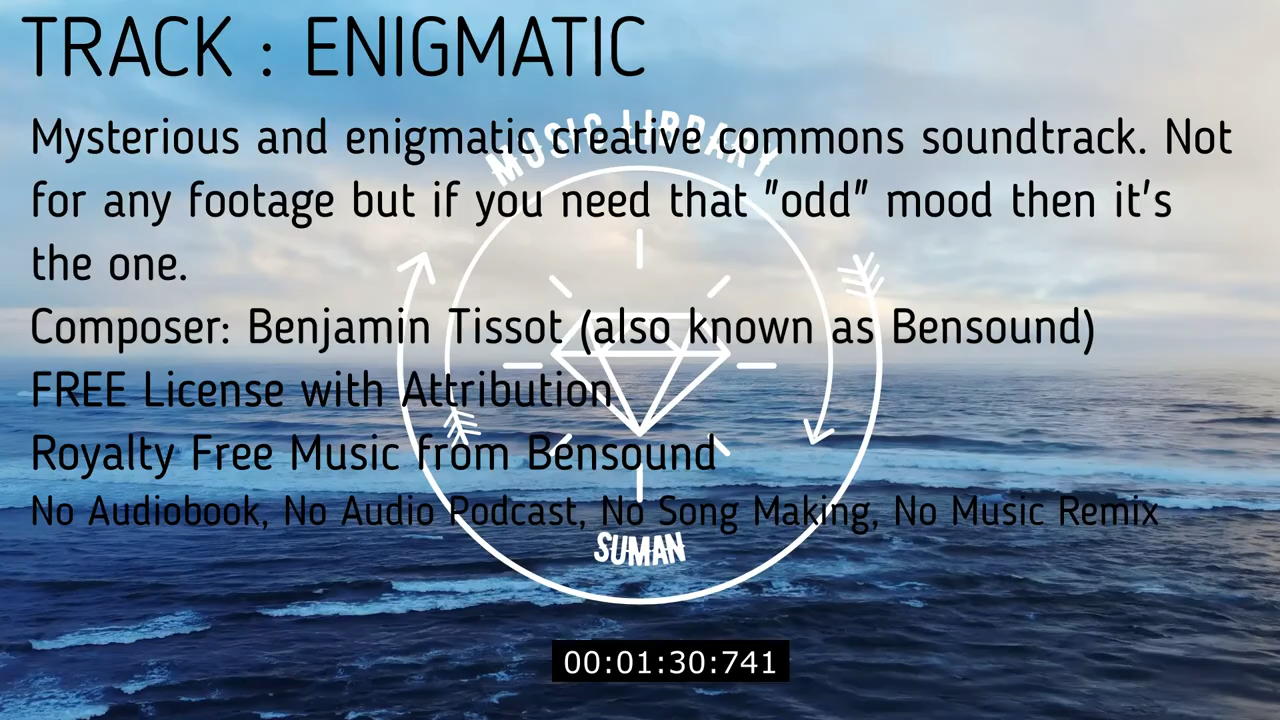 TRACK : ENIGMATIC
MUSIC LIBRARY
Mysterious and enigmatic creative commons soundtrack. Not
for any footage but if you need that "odd" mood then it's
the one.
Composer: Benjamin Tissot (also known as Bensound)
FREE License with Attribution
Royalty Free Music from Bensound
No Audiobook, No Audio Podcast, No Song Making, No Music Remix
SUMAN
00:01:30:741